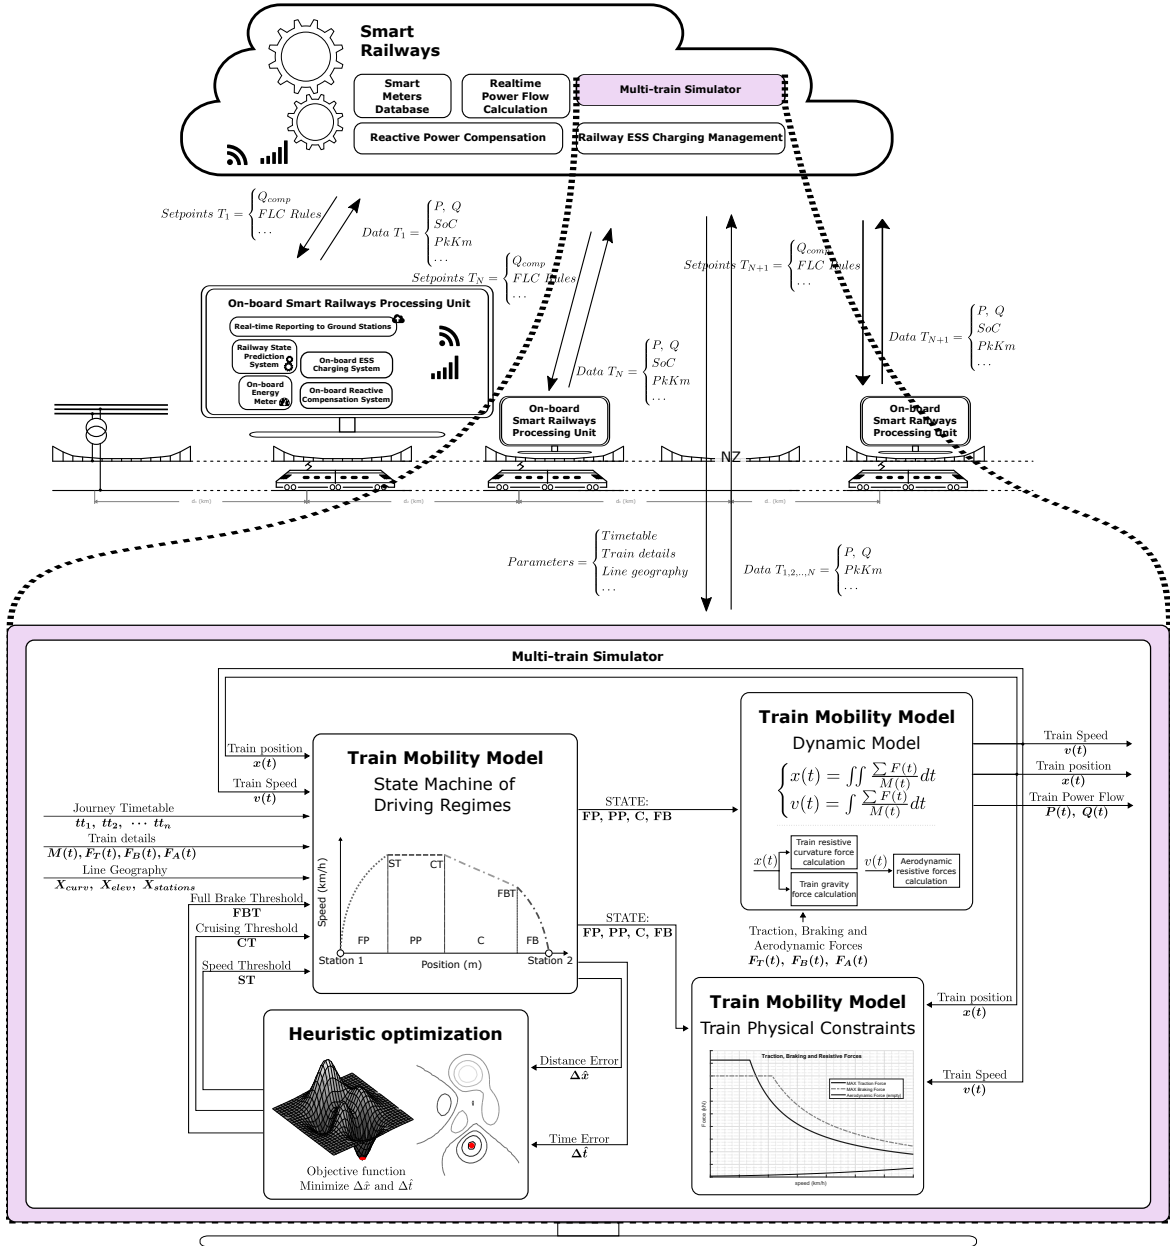 Smart
Railways
Smart
Meters
Database
Realtime
Power Flow
Calculation
Multi-train Simulator
Reactive Power Compensation
Railway ESS Charging Management
Setpoints T1 = { Qcomp
FLC Rules
...
Data T1 = { P, Q
SoC
PkKm
...
Setpoints TN = { Qcomp
FLC Rules
...
Data TN = { P, Q
SoC
PkKm
...
Setpoints TN+1 = { Qcomp
FLC Rules
...
Data TN+1 = { P, Q
SoC
PkKm
...
On-board Smart Railways Processing Unit
Real-time Reporting to Ground Stations
Railway State
Prediction
System
On-board ESS
Charging System
On-board
Energy
Meter
On-board Reactive
Compensation System
On-board
Smart Railways
Processing Unit
On-board
Smart Railways
Processing Unit
NZ
Parameters = { Timetable
Train details
Line geography
...
Data T1,2,..,N = { P, Q
PkKm
...
Multi-train Simulator
Train position
x(t)
Train Speed
v(t)
Journey Timetable
tt1, tt2, ··· ttn
Train details
M(t), FT(t), FB(t), FA(t)
Line Geography
Xcurv, Xelev, Xstations
Full Brake Threshold
FBT
Cruising Threshold
CT
Speed Threshold
ST
Train Mobility Model
State Machine of
Driving Regimes
Speed (km/h)
ST
CT
FBT
FP
PP
C
FB
Station 1
Position (m)
Station 2
STATE:
FP, PP, C, FB
STATE:
FP, PP, C, FB
Train Mobility Model
Dynamic Model
x(t) = ∬ ∑F(t)/M(t) dt
v(t) = ∫ ∑F(t)/M(t) dt
x(t)
Train resistive
curvature force
calculation
Train gravity
force calculation
v(t)
Aerodynamic
resistive forces
calculation
Train Speed
v(t)
Train position
x(t)
Train Power Flow
P(t), Q(t)
Traction, Braking and
Aerodynamic Forces
FT(t), FB(t), FA(t)
Train Mobility Model
Train Physical Constraints
Traction, Braking and Resistive Forces
MAX Traction Force
MAX Braking Force
Aerodynamic Force (empty)
Force (kN)
speed (km/h)
Train position
x(t)
Train Speed
v(t)
Heuristic optimization
Objective function
Minimize Δx̂ and Δt̂
Distance Error
Δx̂
Time Error
Δt̂